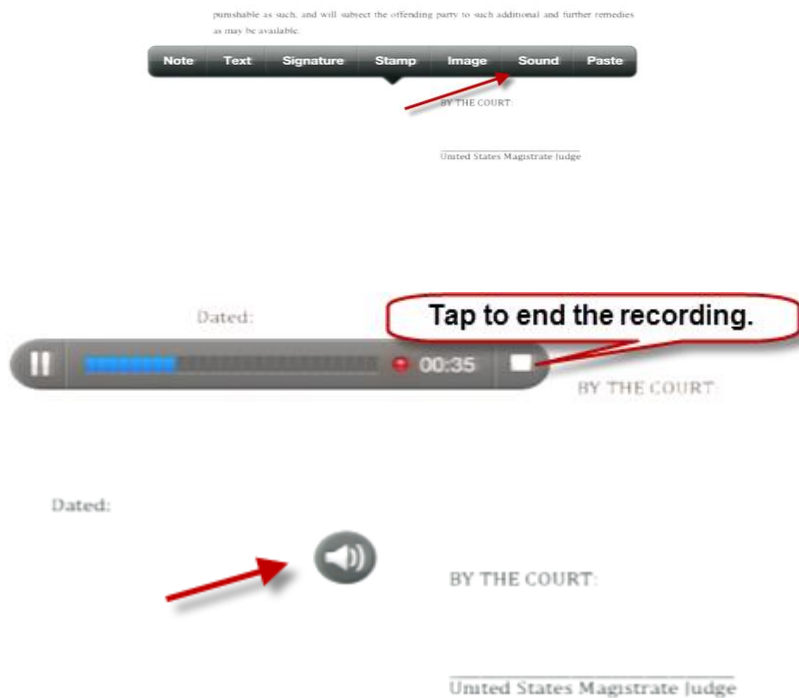 punishable as such, and will subject the offending party to such additional and further remedies
as may be available.
Note Text Signature Stamp Image Sound Paste
BY THE COURT:
United States Magistrate Judge
Dated:
Tap to end the recording.
00:35
BY THE COURT:
Dated:
BY THE COURT:
United States Magistrate Judge